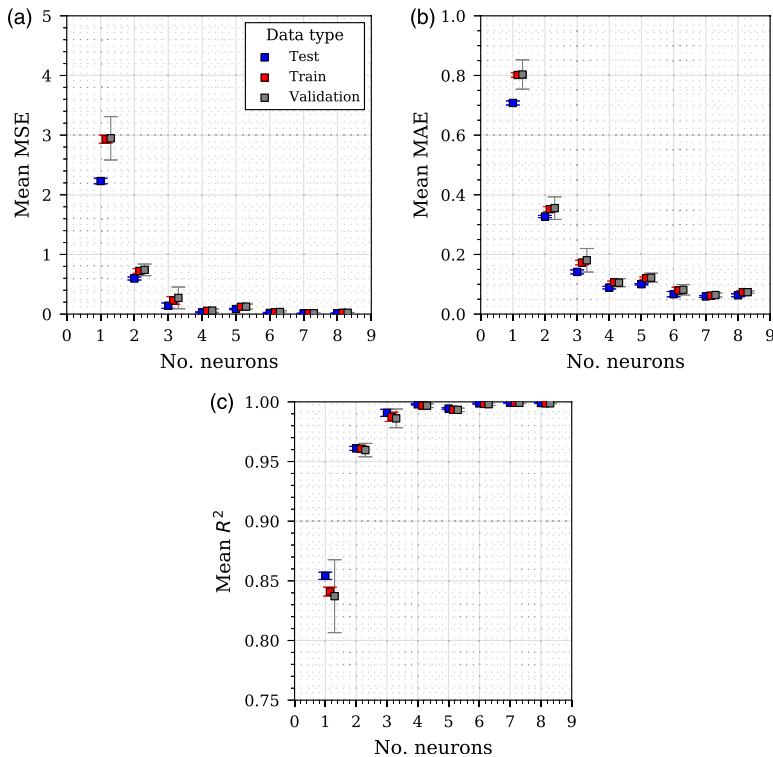 (a)
5
4
3
2
1
0
Mean MSE
0 1 2 3 4 5 6 7 8 9
No. neurons
Data type
Test
Train
Validation
(b)
1.0
0.8
0.6
0.4
0.2
0.0
Mean MAE
0 1 2 3 4 5 6 7 8 9
No. neurons
(c)
1.00
0.95
0.90
0.85
0.80
0.75
Mean R²
0 1 2 3 4 5 6 7 8 9
No. neurons